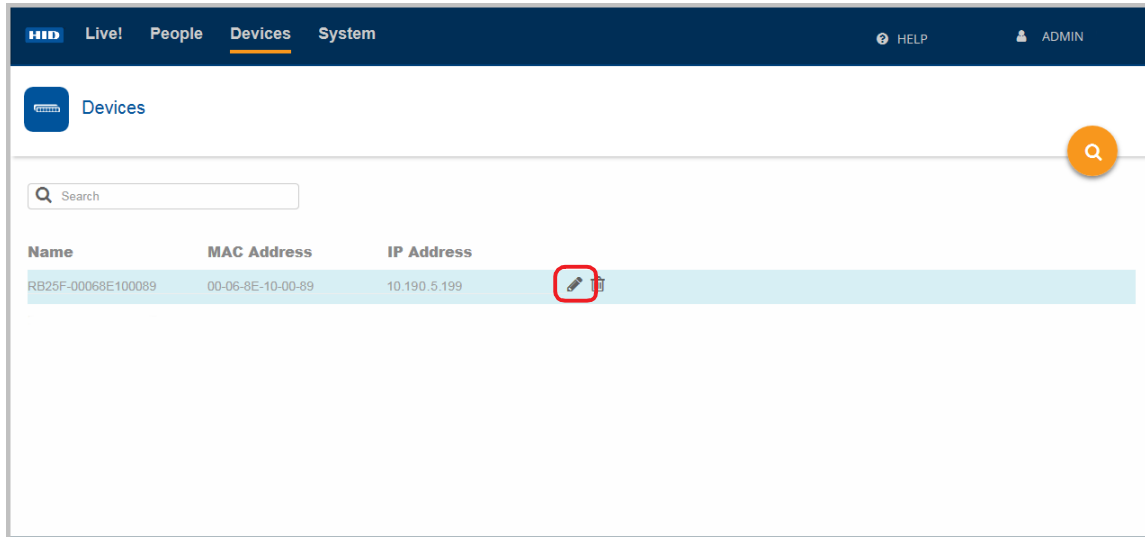 HID Live! People Devices System HELP ADMIN
Devices
Search
Name MAC Address IP Address
RB25F-00068E100089 00-06-8E-10-00-89 10.190.5.199